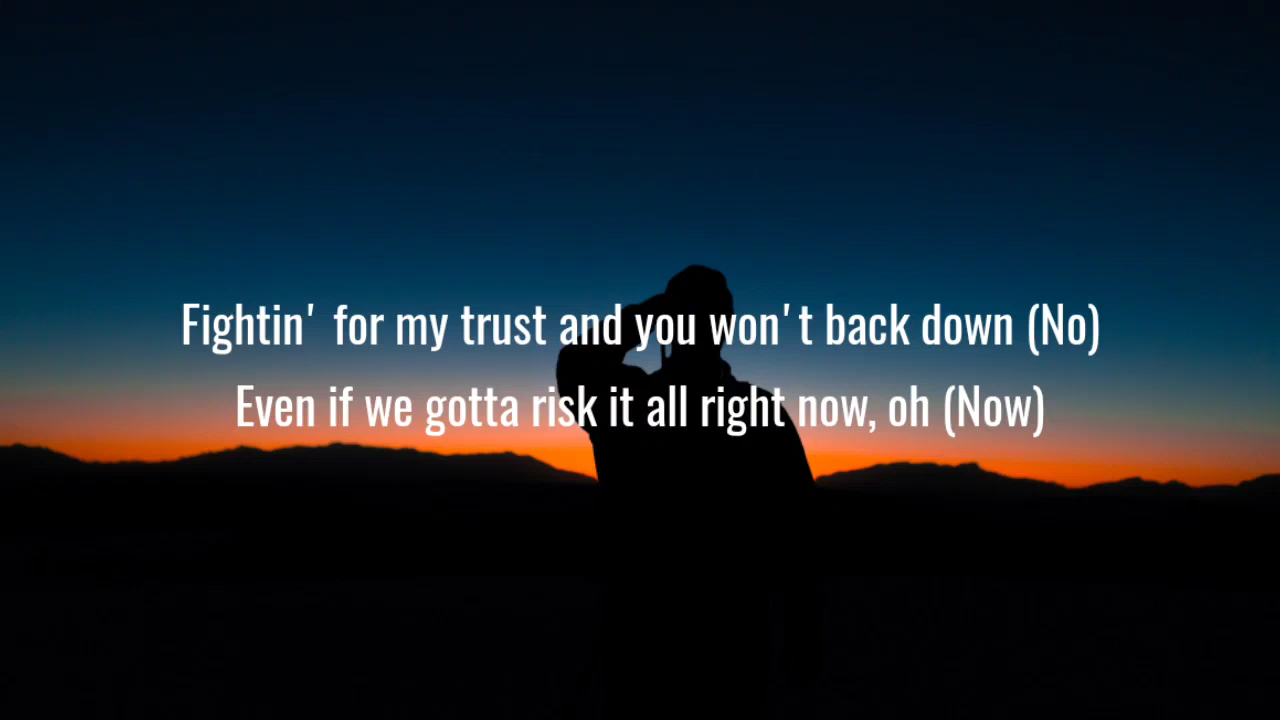 Fightin' for my trust and you won't back down (No)
Even if we gotta risk it all right now, oh (Now)